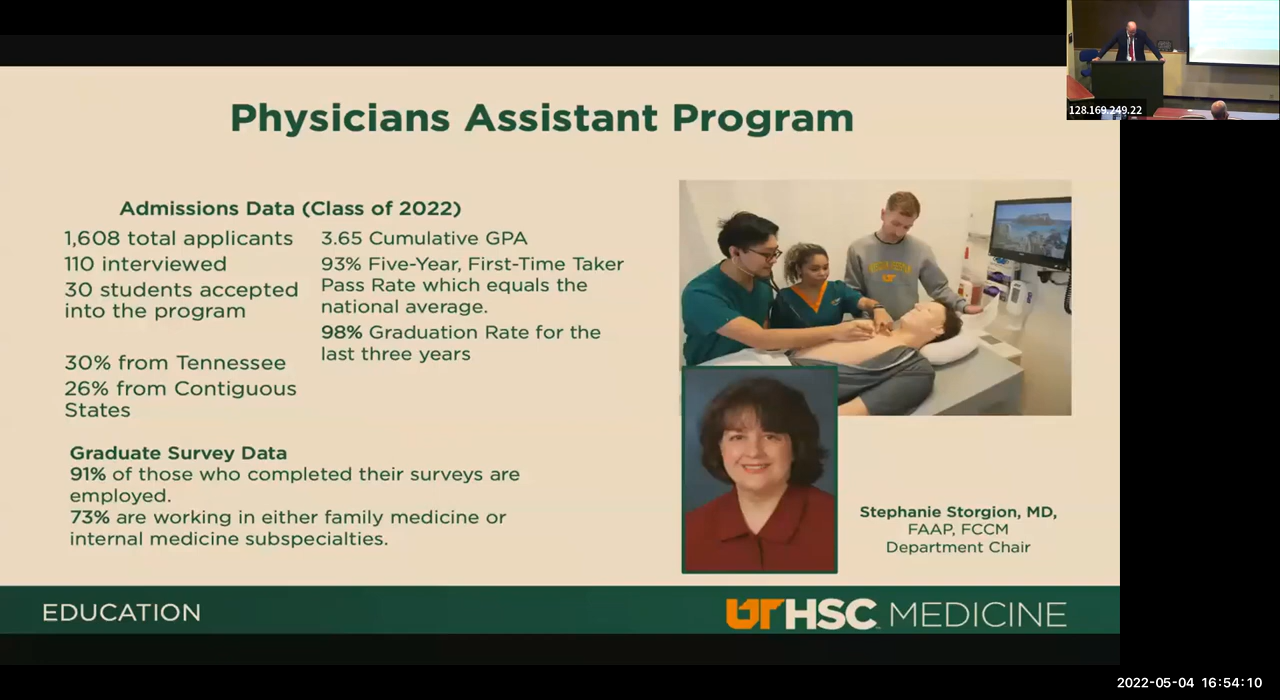 128.169.249.22
Physicians Assistant Program
Admissions Data (Class of 2022)
1,608 total applicants
110 interviewed
30 students accepted
into the program
30% from Tennessee
26% from Contiguous
States
3.65 Cumulative GPA
93% Five-Year, First-Time Taker
Pass Rate which equals the
national average.
98% Graduation Rate for the
last three years
Graduate Survey Data
91% of those who completed their surveys are
employed.
73% are working in either family medicine or
internal medicine subspecialties.
Stephanie Storgion, MD,
FAAP, FCCM
Department Chair
EDUCATION
UTHSC MEDICINE
2022-05-04 16:54:10